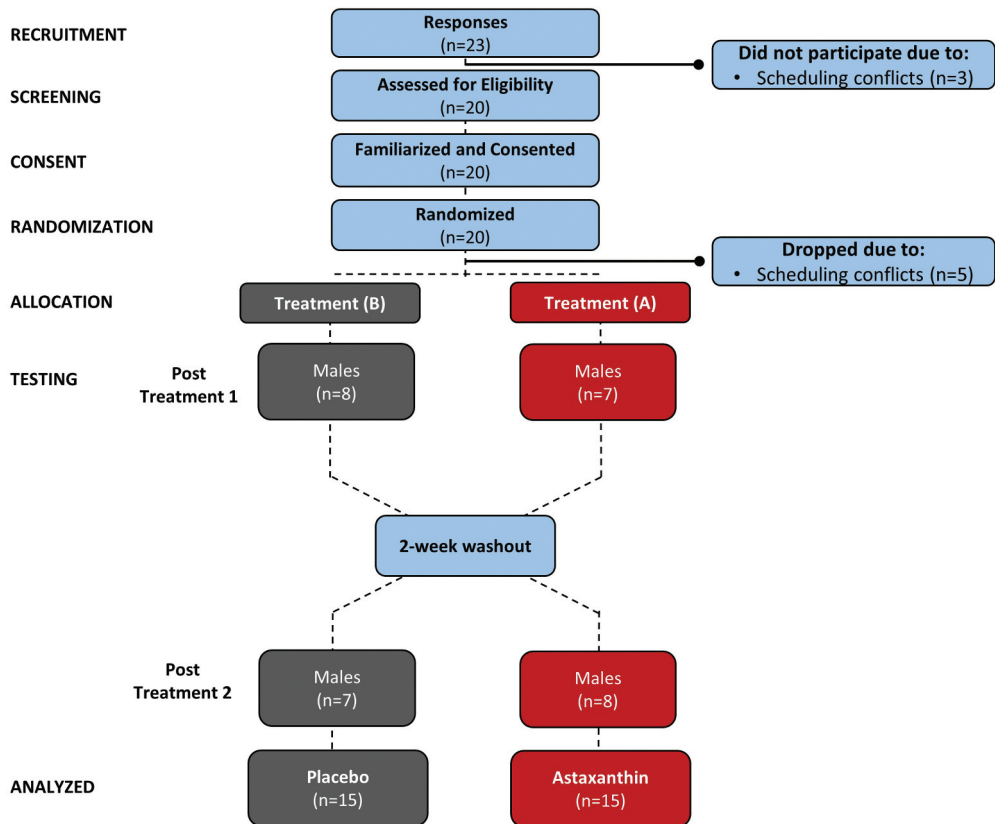 RECRUITMENT
Responses
(n=23)
Did not participate due to:
• Scheduling conflicts (n=3)
SCREENING
Assessed for Eligibility
(n=20)
CONSENT
Familiarized and Consented
(n=20)
RANDOMIZATION
Randomized
(n=20)
Dropped due to:
• Scheduling conflicts (n=5)
ALLOCATION
Treatment (B)
Treatment (A)
TESTING
Post
Treatment 1
Males
(n=8)
Males
(n=7)
2-week washout
Post
Treatment 2
Males
(n=7)
Males
(n=8)
ANALYZED
Placebo
(n=15)
Astaxanthin
(n=15)